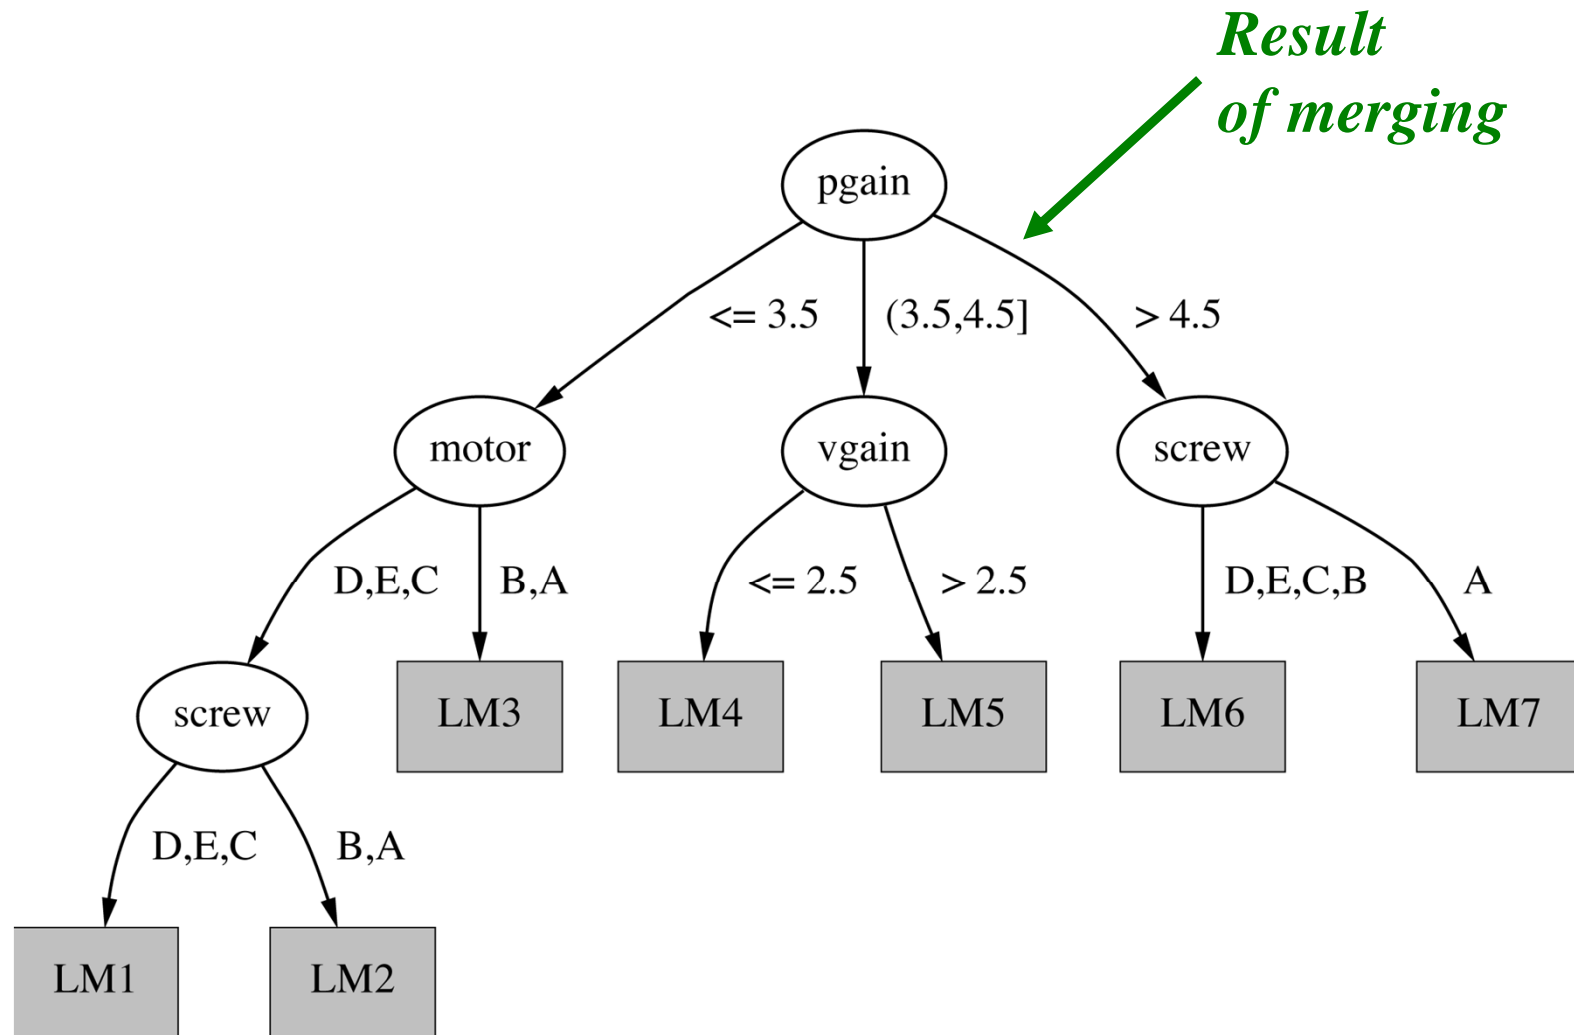 Result
of merging
pgain
<= 3.5
(3.5,4.5]
> 4.5
motor
vgain
screw
D,E,C
B,A
<= 2.5
> 2.5
D,E,C,B
A
screw
LM3
LM4
LM5
LM6
LM7
D,E,C
B,A
LM1
LM2